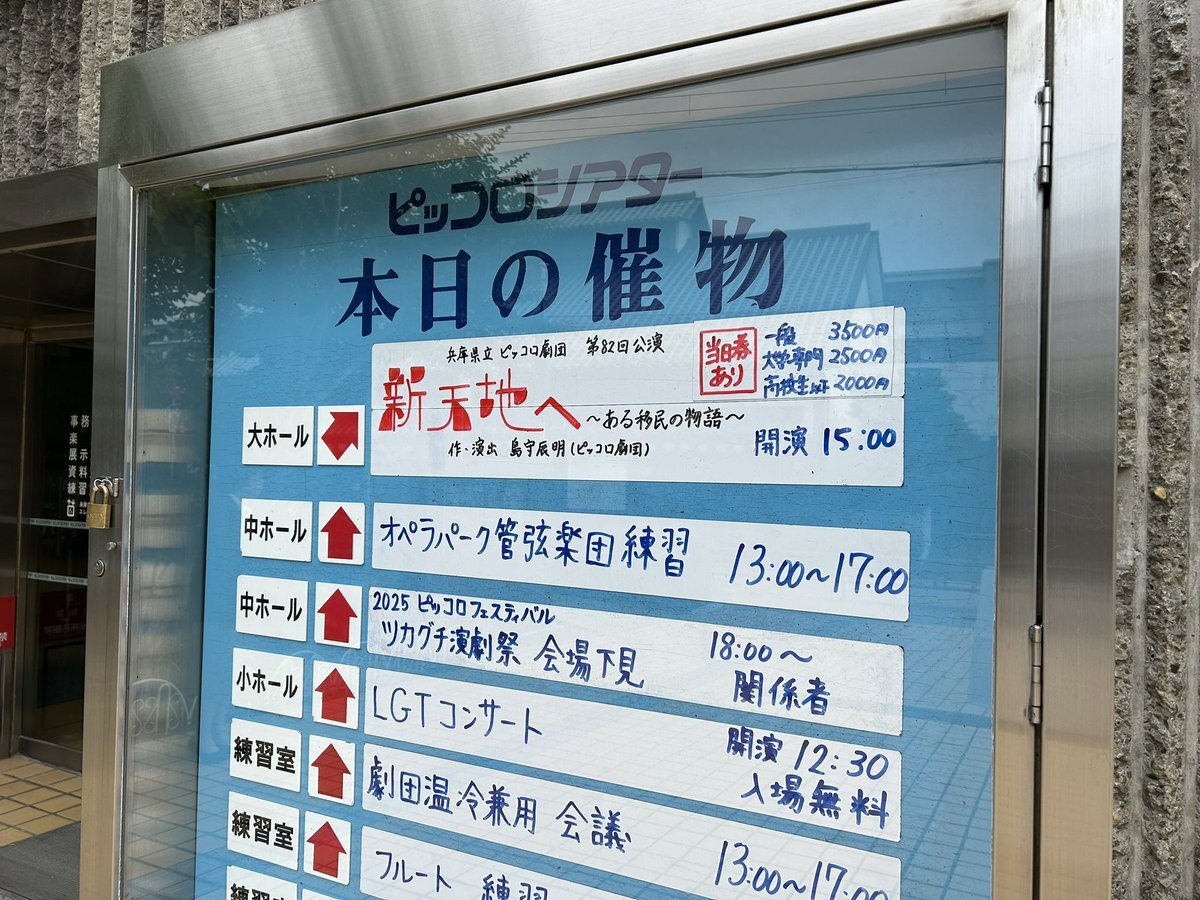 ピッコロシアター
本日の催物
兵庫県立 ピッコロ劇団 第82回公演
当日券あり
一般 3500円
大学専門 2500円
高校生以下 2000円
大ホール
新天地へ ～ある移民の物語～
作・演出 島守辰明(ピッコロ劇団)
開演 15:00
中ホール
オペラパーク管弦楽団練習 13:00～17:00
中ホール
2025 ピッコロフェスティバル
ツカグチ演劇祭 会場下見
18:00～
関係者
小ホール
LGTコンサート
開演 12:30
入場無料
練習室
劇団温冷兼用 会議
13:00～17:00
練習室
フルート 練習
練習室